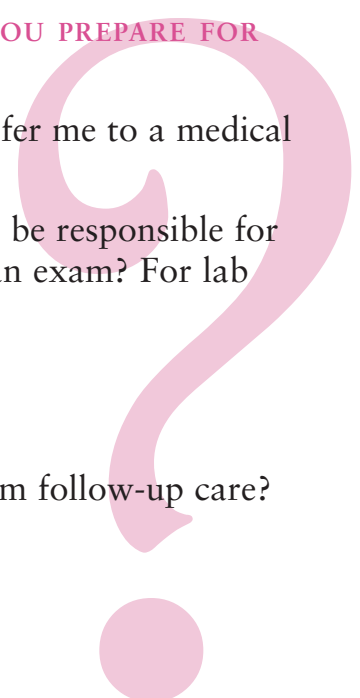 OU PREPARE FOR
fer me to a medical
be responsible for
n exam? For lab
m follow-up care?
?